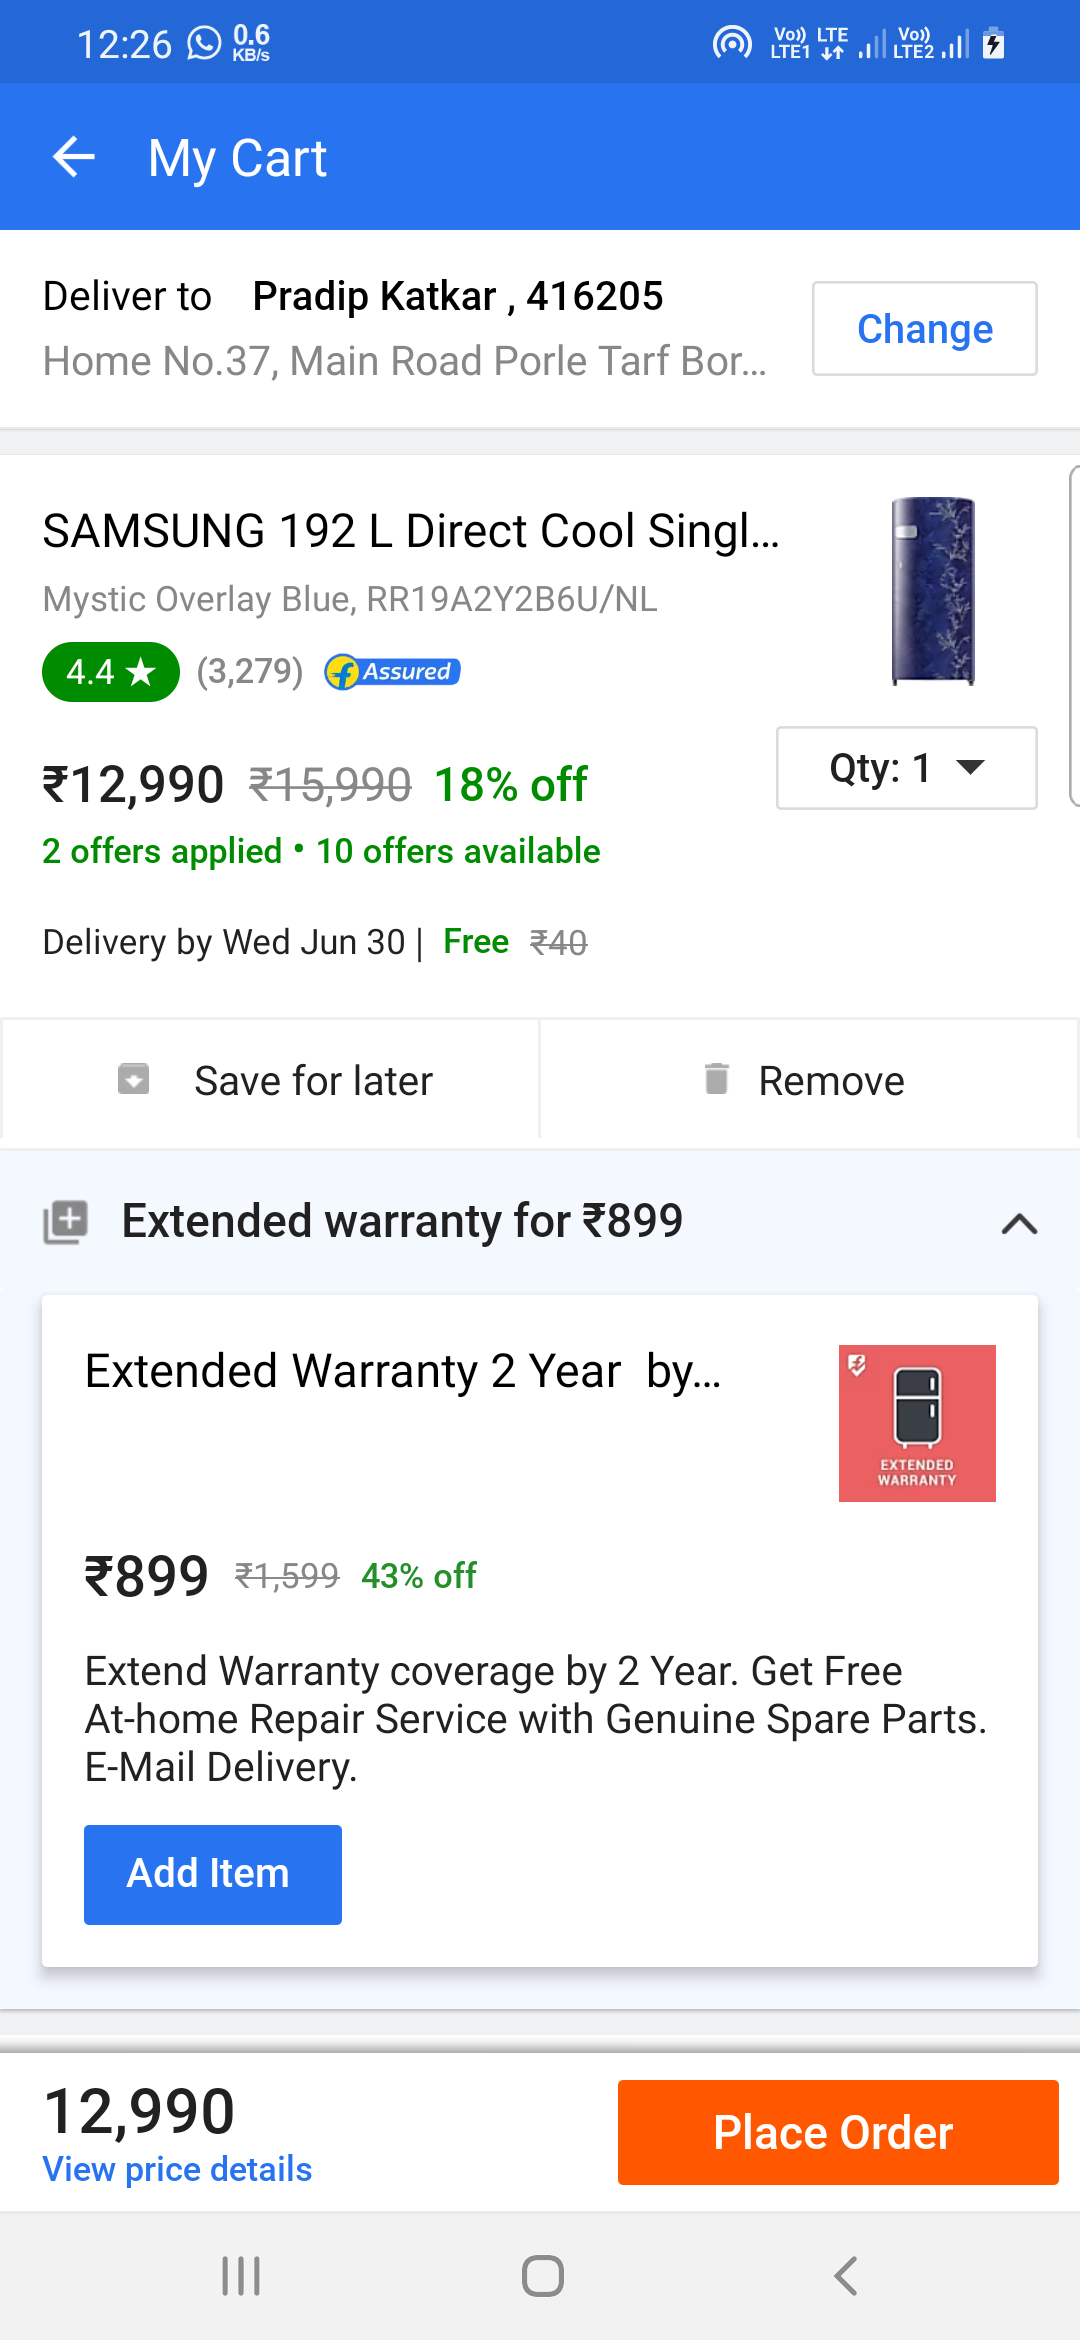 12:26 0.6 KB/s Vo)) LTE1 LTE Vo)) LTE2
My Cart
Deliver to Pradip Katkar , 416205
Home No.37, Main Road Porle Tarf Bor...
Change
SAMSUNG 192 L Direct Cool Singl...
Mystic Overlay Blue, RR19A2Y2B6U/NL
4.4 ★ (3,279) f Assured
₹12,990 ₹15,990 18% off
Qty: 1
2 offers applied • 10 offers available
Delivery by Wed Jun 30 | Free ₹40
Save for later
Remove
Extended warranty for ₹899
Extended Warranty 2 Year by...
EXTENDED
WARRANTY
₹899 ₹1,599 43% off
Extend Warranty coverage by 2 Year. Get Free
At-home Repair Service with Genuine Spare Parts.
E-Mail Delivery.
Add Item
12,990
View price details
Place Order